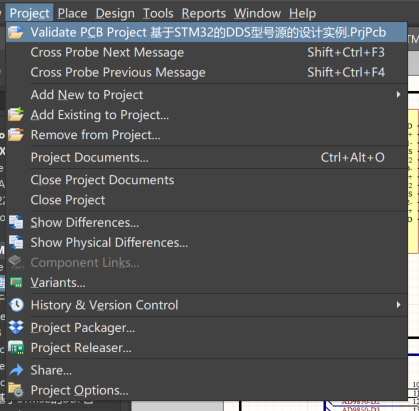 Project Place Design Tools Reports Window Help
Validate PCB Project 基于STM32的DDS型号源的设计实例.PrjPcb
Cross Probe Next Message Shift+Ctrl+F3
Cross Probe Previous Message Shift+Ctrl+F4
Add New to Project
Add Existing to Project...
Remove from Project...
Project Documents... Ctrl+Alt+O
Close Project Documents
Close Project
Show Differences...
Show Physical Differences...
Component Links...
Variants...
History & Version Control
Project Packager...
Project Releaser...
Share...
Project Options...
AD9850-D2